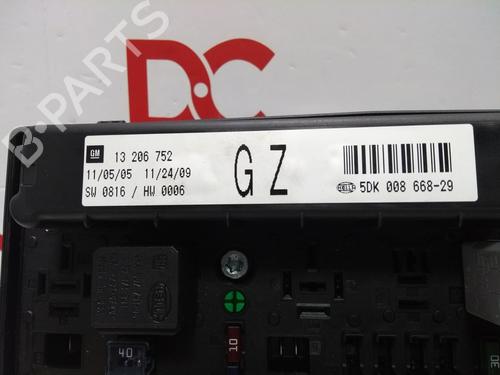 DC
B-PARTS
GM 13 206 752
11/05/05 11/24/09
SW 0816 / HW 0006
G Z
HELLA 5DK 008 668-29
40
10